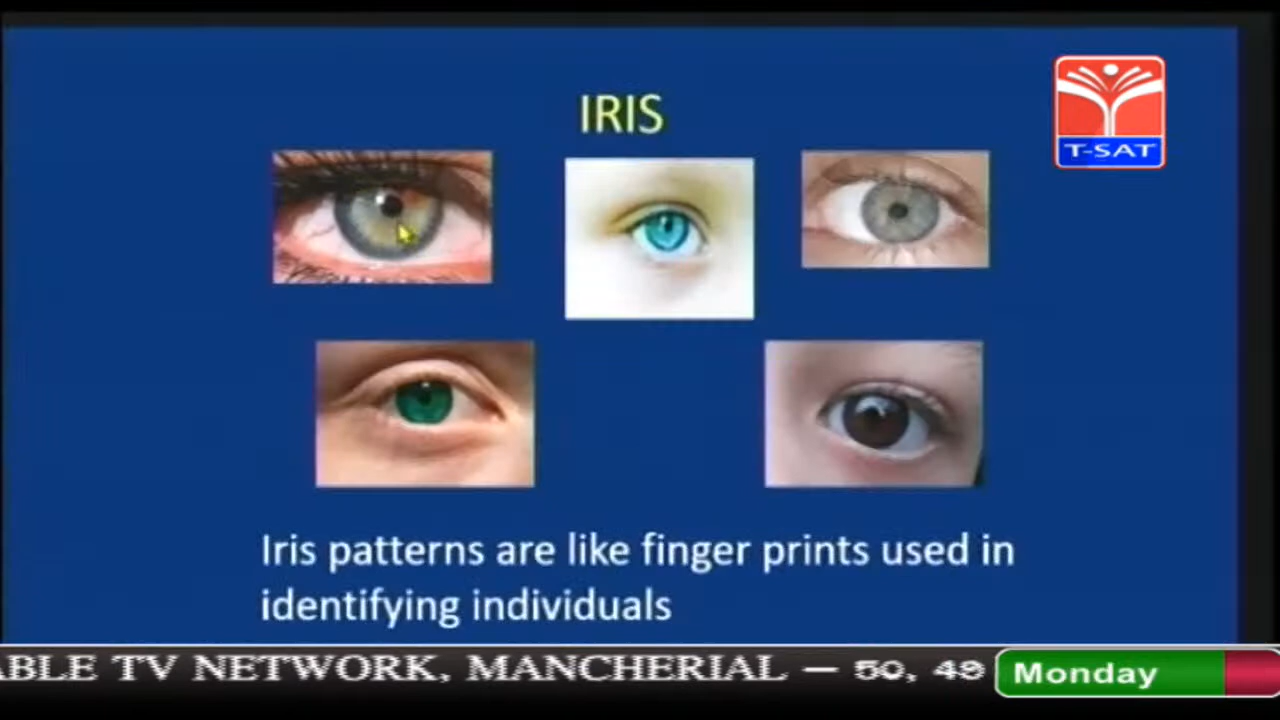 IRIS
T-SAT
Iris patterns are like finger prints used in
identifying individuals
ABLE TV NETWORK, MANCHERIAL – 50, 49
Monday